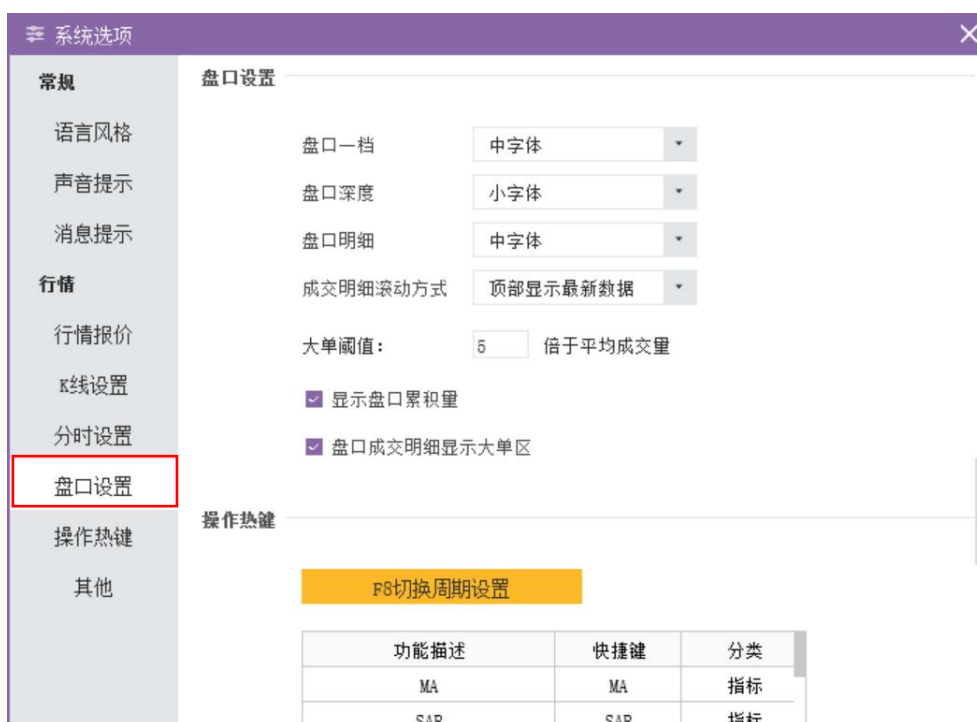 系统选项
常规
语言风格
声音提示
消息提示
行情
行情报价
K线设置
分时设置
盘口设置
操作热键
其他
盘口设置
盘口一档 中字体
盘口深度 小字体
盘口明细 中字体
成交明细滚动方式 顶部显示最新数据
大单阈值: 5 倍于平均成交量
显示盘口累积量
盘口成交明细显示大单区
操作热键
F8切换周期设置
功能描述 快捷键 分类
MA MA 指标
SAR SAR 指标